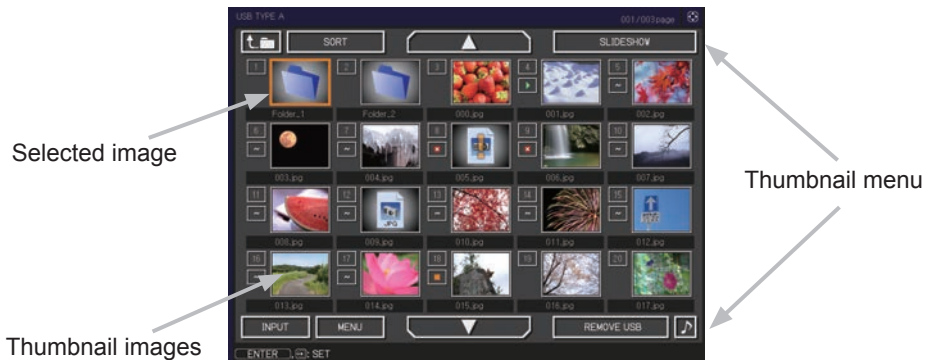 USB TYPE A 001/003page
SORT SLIDESHOW
1 2 3 4 5
Folder_1 Folder_2 000.jpg 001.jpg 002.jpg
Selected image
6 7 8 9 10
003.jpg 004.jpg 005.jpg 006.jpg 007.jpg
Thumbnail menu
11 12 13 14 15
JPG
008.jpg 009.jpg 010.jpg 011.jpg 012.jpg
16 17 18 19 20
013.jpg 014.jpg 015.jpg 016.jpg 017.jpg
INPUT MENU REMOVE USB
Thumbnail images
ENTER , : SET